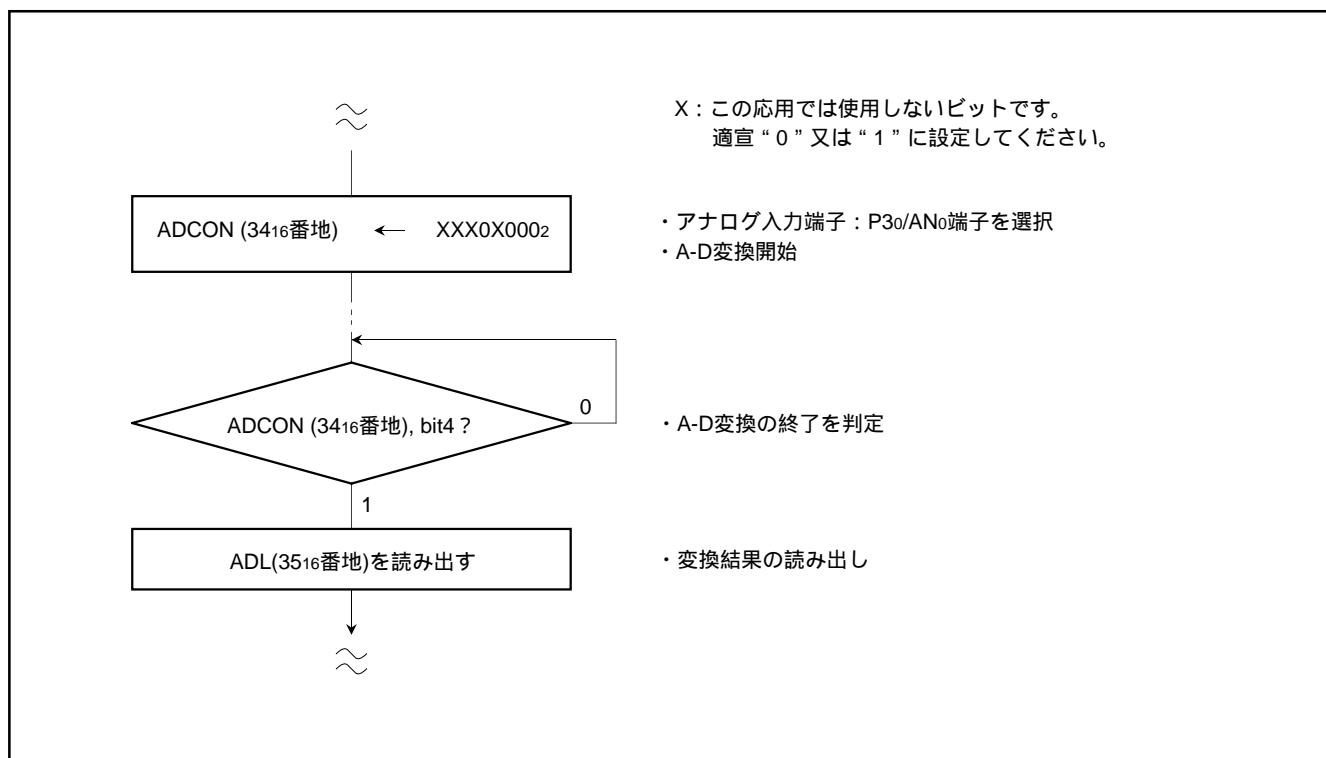 X：この応用では使用しないビットです。
適宣 “ 0 ” 又は “ 1 ” に設定してください。
ADCON (34₁₆番地) ← XXX0X000₂
・アナログ入力端子：P3₀/AN₀端子を選択
・A-D変換開始
0
ADCON (34₁₆番地), bit4？
・A-D変換の終了を判定
1
ADL(35₁₆番地)を読み出す
・変換結果の読み出し